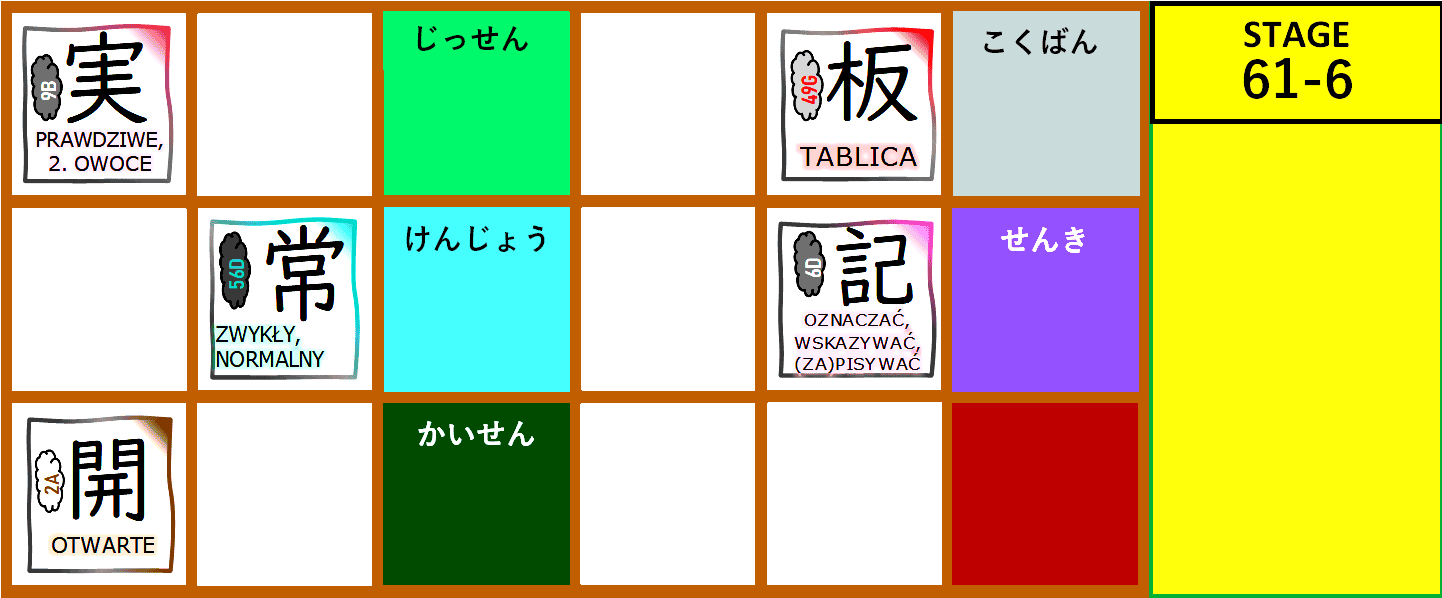 実
9B
PRAWDZIWE,
2. OWOCE
じっせん
板
49G
TABLICA
こくばん
STAGE
61-6
常
56D
ZWYKŁY,
NORMALNY
けんじょう
記
6D
OZNACZAĆ,
WSKAZYWAĆ,
(ZA)PISYWAĆ
せんき
開
2A
OTWARTE
かいせん